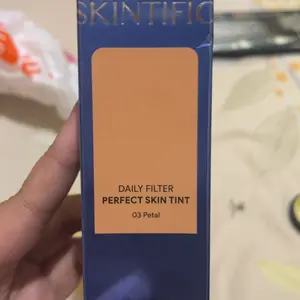 SKINTIFIC
DAILY FILTER
PERFECT SKIN TINT
03 Petal